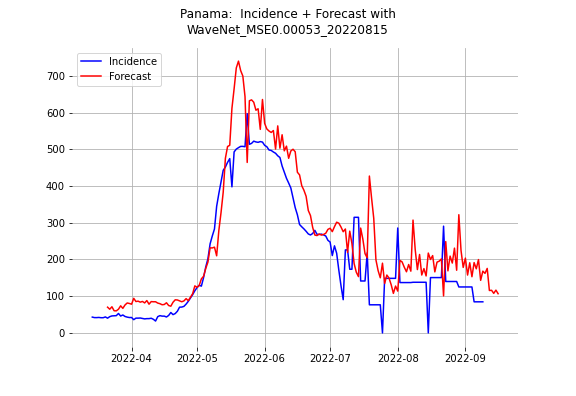 Panama:  Incidence + Forecast with
WaveNet_MSE0.00053_20220815
Incidence
Forecast
700
600
500
400
300
200
100
0
2022-04 2022-05 2022-06 2022-07 2022-08 2022-09